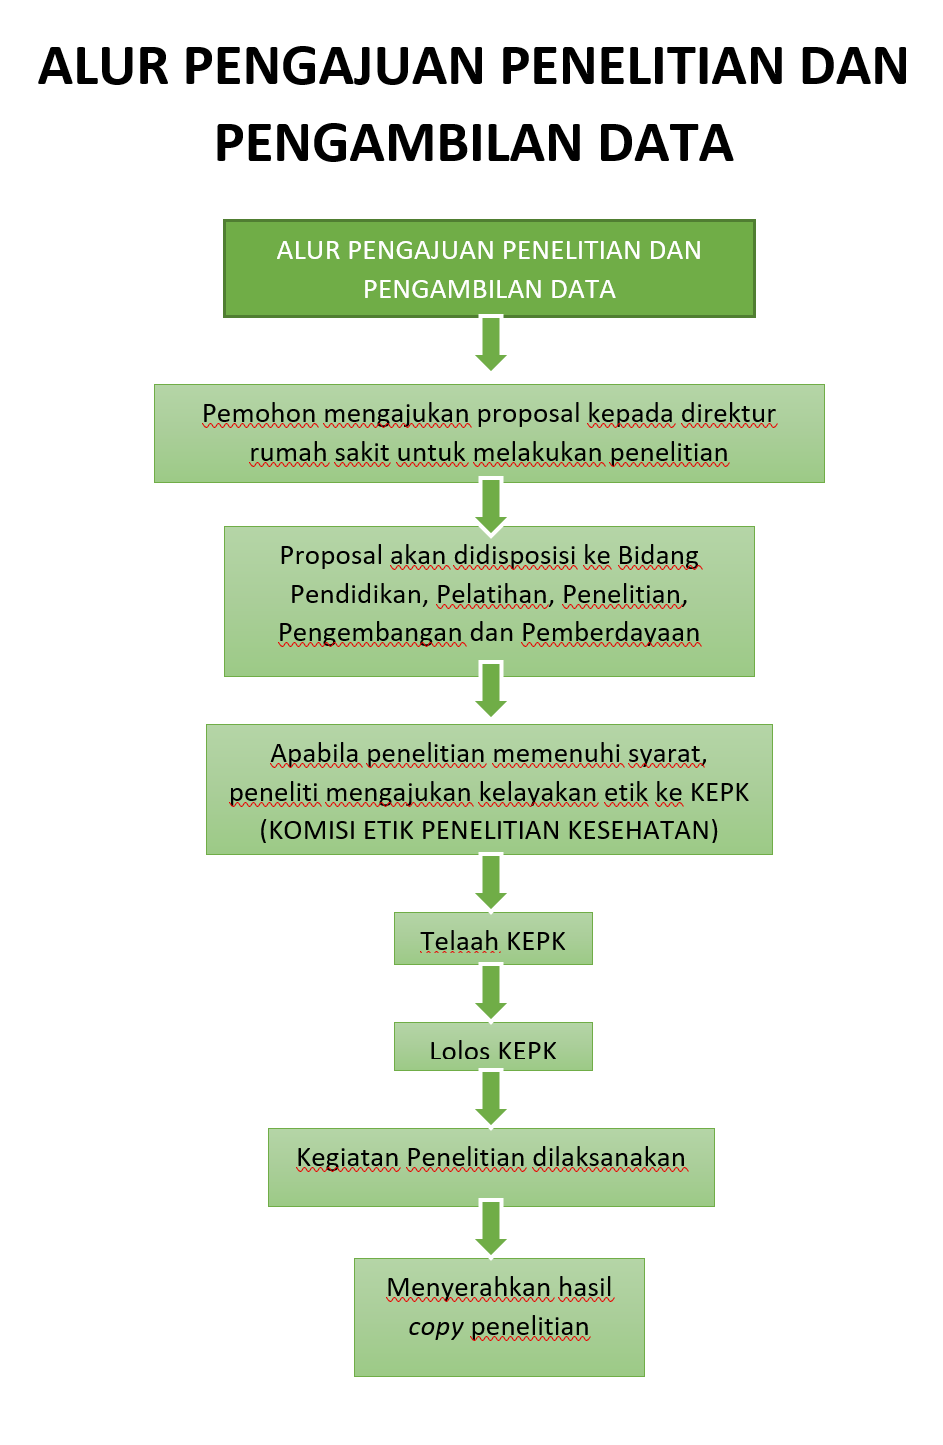 ALUR PENGAJUAN PENELITIAN DAN
PENGAMBILAN DATA
ALUR PENGAJUAN PENELITIAN DAN
PENGAMBILAN DATA
Pemohon mengajukan proposal kepada direktur
rumah sakit untuk melakukan penelitian
Proposal akan didisposisi ke Bidang
Pendidikan, Pelatihan, Penelitian,
Pengembangan dan Pemberdayaan
Apabila penelitian memenuhi syarat,
peneliti mengajukan kelayakan etik ke KEPK
(KOMISI ETIK PENELITIAN KESEHATAN)
Telaah KEPK
Lolos KEPK
Kegiatan Penelitian dilaksanakan
Menyerahkan hasil
copy penelitian